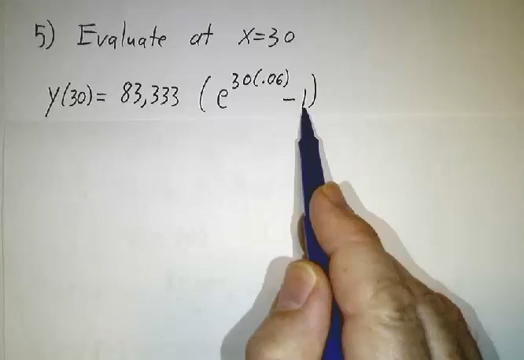 5) Evaluate at x=30
y(30) = 83,333 (e^30(.06) - 1)